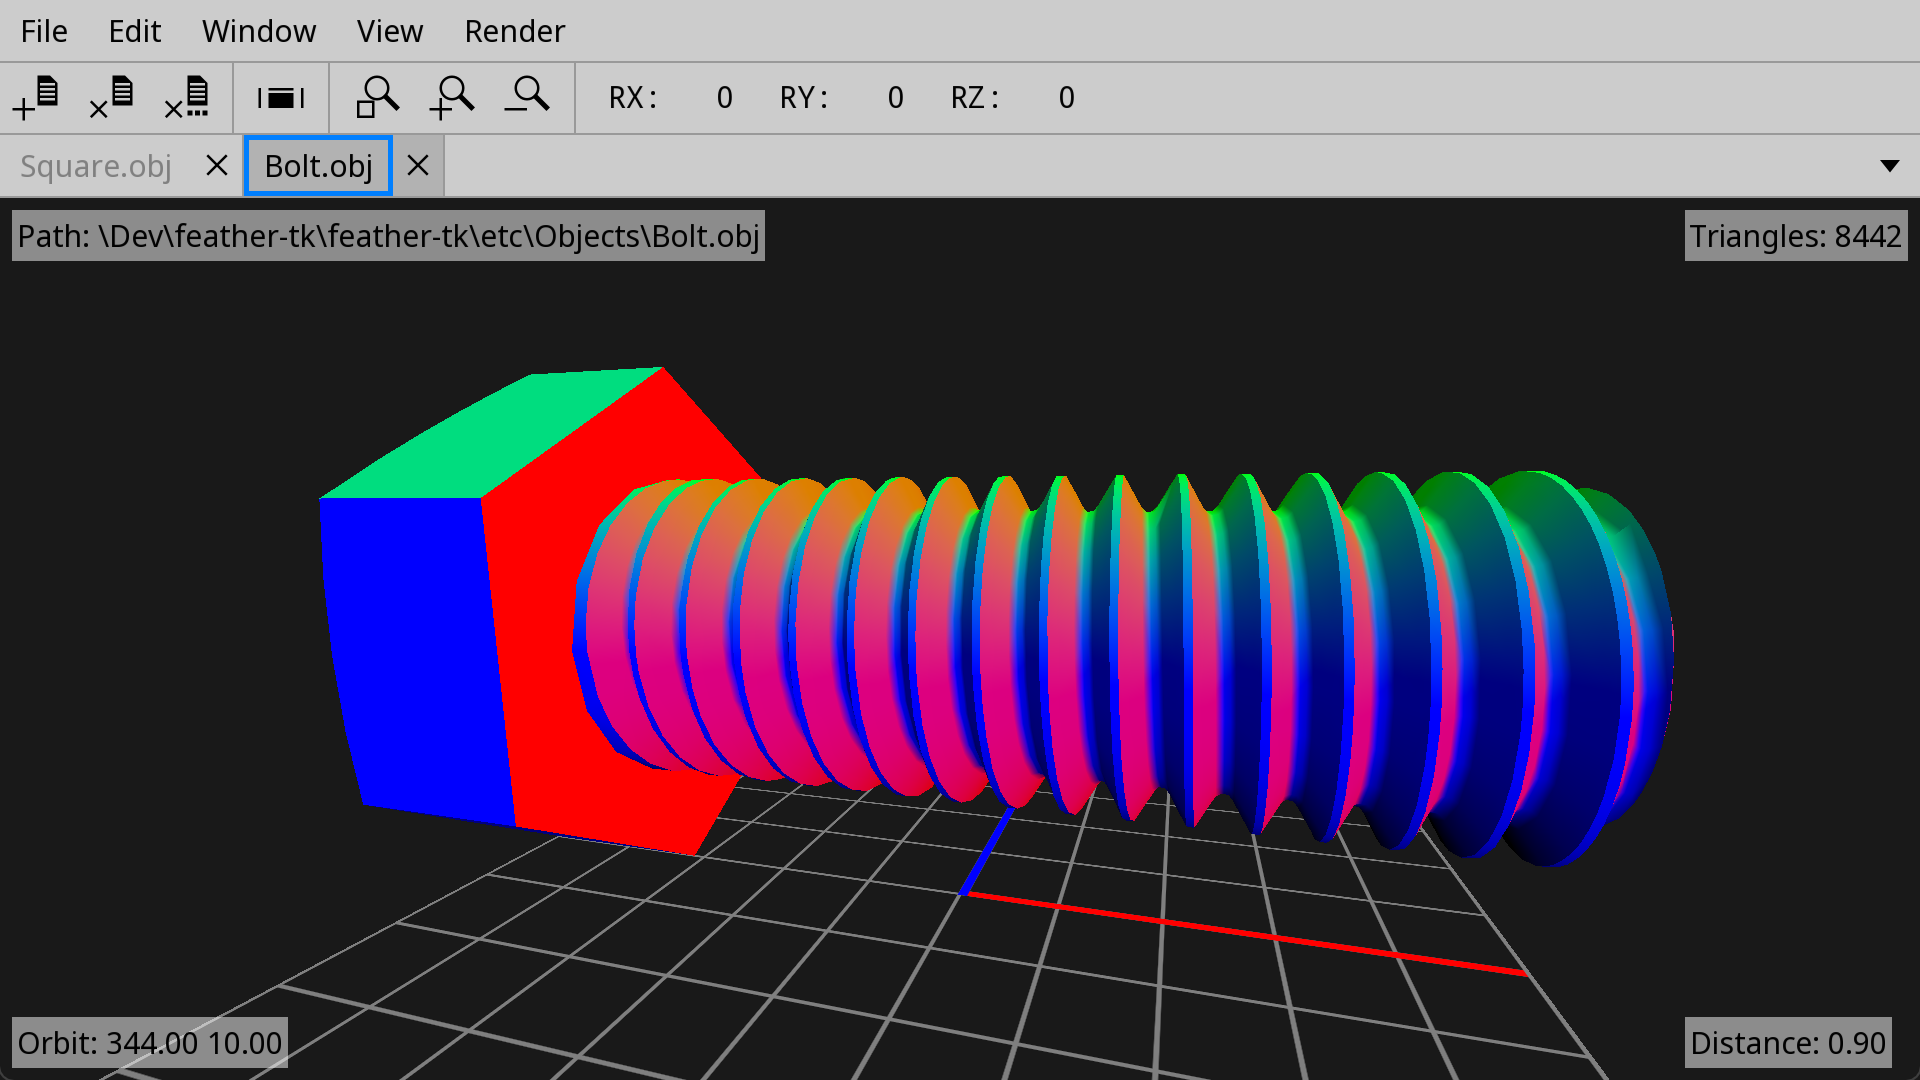 File Edit Window View Render
RX: 0 RY: 0 RZ: 0
Square.obj Bolt.obj
Path: \Dev\feather-tk\feather-tk\etc\Objects\Bolt.obj
Triangles: 8442
Orbit: 344.00 10.00
Distance: 0.90